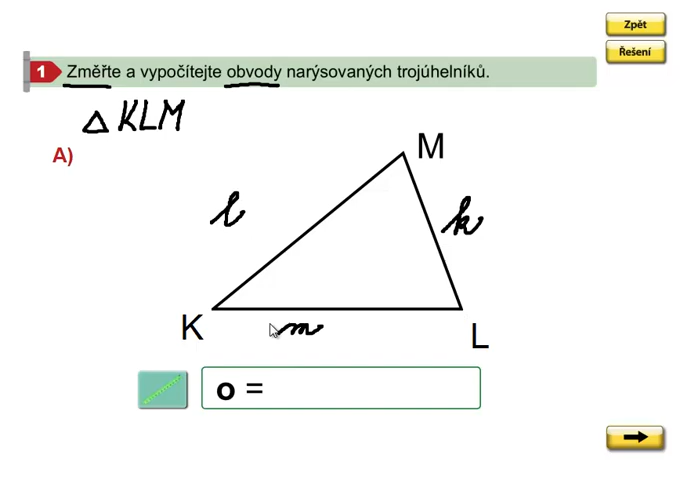 Zpět
Řešení
1 Změřte a vypočítejte obvody narýsovaných trojúhelníků.
△ KLM
A)
M
l
k
K
m
L
o =